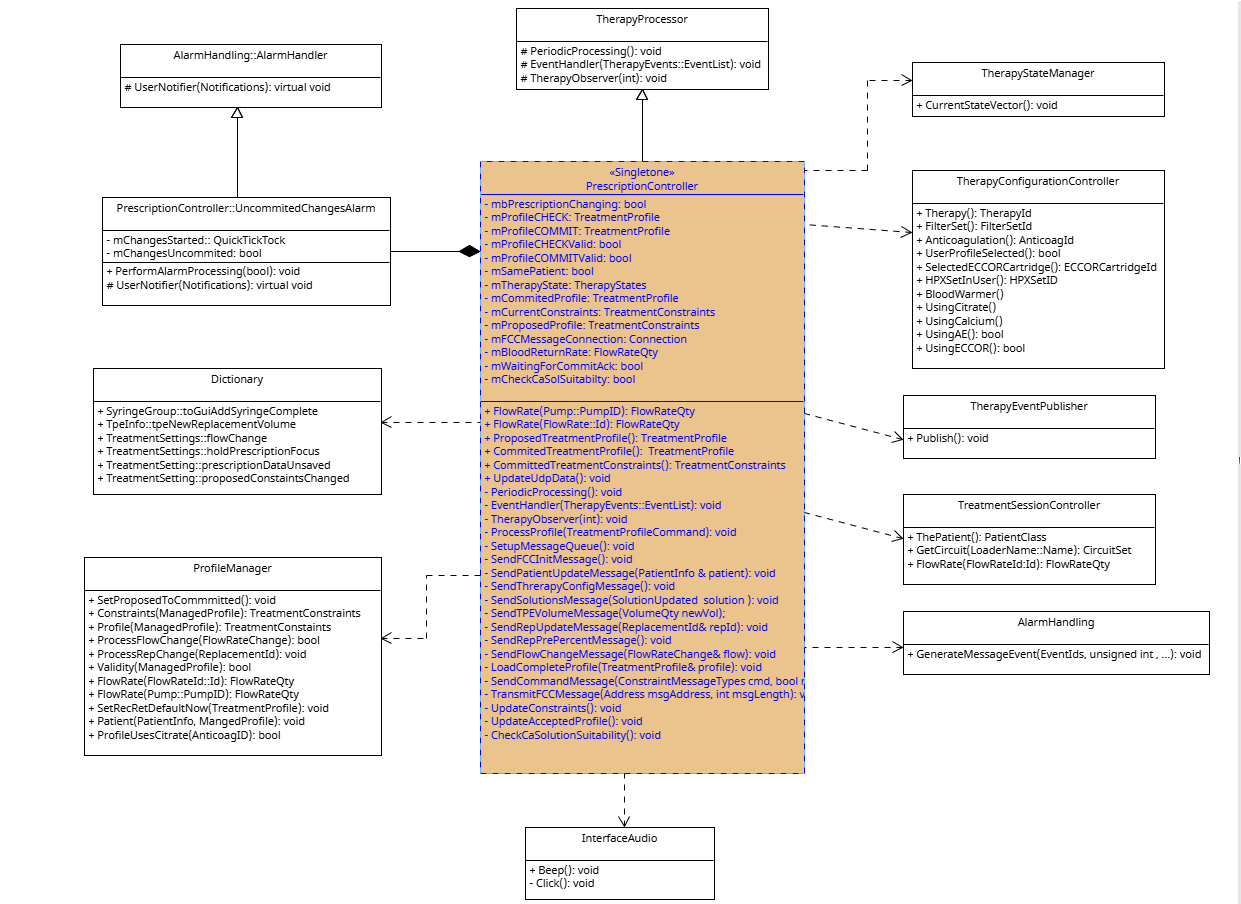 TherapyProcessor
# PeriodicProcessing(): void
# EventHandler(TherapyEvents::EventList): void
# TherapyObserver(int): void
AlarmHandling::AlarmHandler
# UserNotifier(Notifications): virtual void
TherapyStateManager
+ CurrentStateVector(): void
«Singletone»
PrescriptionController
- mbPrescriptionChanging: bool
- mProfileCHECK: TreatmentProfile
- mProfileCOMMIT: TreatmentProfile
- mProfileCHECKValid: bool
- mProfileCOMMITValid: bool
- mSamePatient: bool
- mTherapyState: TherapyStates
- mCommitedProfile: TreatmentProfile
- mCurrentConstraints: TreatmentConstraints
- mProposedProfile: TreatmentConstraints
- mFCCMessageConnection: Connection
- mBloodReturnRate: FlowRateQty
- mWaitingForCommitAck: bool
- mCheckCaSolSuitabilty: bool
+ FlowRate(Pump::PumpID): FlowRateQty
+ FlowRate(FlowRate::Id): FlowRateQty
+ ProposedTreatmentProfile(): TreatmentProfile
+ CommitedTreatmentProfile():  TreatmentProfile
+ CommittedTreatmentConstraints(): TreatmentConstraints
+ UpdateUdpData(): void
- PeriodicProcessing(): void
- EventHandler(TherapyEvents::EventList): void
- TherapyObserver(int): void
- ProcessProfile(TreatmentProfileCommand): void
- SetupMessageQueue(): void
- SendFCCInitMessage(): void
- SendPatientUpdateMessage(PatientInfo & patient): void
- SendThrerapyConfigMessage(): void
- SendSolutionsMessage(SolutionUpdated  solution ): void
- SendTPEVolumeMessage(VolumeQty newVol);
- SendRepUpdateMessage(ReplacementId& repId): void
- SendRepPrePercentMessage(): void
- SendFlowChangeMessage(FlowRateChange& flow): void
- LoadCompleteProfile(TreatmentProfile& profile): void
- SendCommandMessage(ConstraintMessageTypes cmd, bool
- TransmitFCCMessage(Address msgAddress, int msgLength):
- UpdateConstraints(): void
- UpdateAcceptedProfile(): void
- CheckCaSolutionSuitability(): void
TherapyConfigurationController
+ Therapy(): TherapyId
+ FilterSet(): FilterSetId
+ Anticoagulation(): AnticoagId
+ UserProfileSelected(): bool
+ SelectedECCORCartridge(): ECCORCartridgeId
+ HPXSetInUser(): HPXSetID
+ BloodWarmer()
+ UsingCitrate()
+ UsingCalcium()
+ UsingAE(): bool
+ UsingECCOR(): bool
PrescriptionController::UncommitedChangesAlarm
- mChangesStarted:: QuickTickTock
- mChangesUncommited: bool
+ PerformAlarmProcessing(bool): void
# UserNotifier(Notifications): virtual void
Dictionary
+ SyringeGroup::toGuiAddSyringeComplete
+ TpeInfo::tpeNewReplacementVolume
+ TreatmentSettings::flowChange
+ TreatmentSettings::holdPrescriptionFocus
+ TreatmentSetting::prescriptionDataUnsaved
+ TreatmentSetting::proposedConstaintsChanged
TherapyEventPublisher
+ Publish(): void
TreatmentSessionController
+ ThePatient(): PatientClass
+ GetCircuit(LoaderName::Name): CircuitSet
+ FlowRate(FlowRateId:Id): FlowRateQty
ProfileManager
+ SetProposedToCommmitted(): void
+ Constraints(ManagedProfile): TreatmentConstraints
+ Profile(ManagedProfile): TreatmentConstaints
+ ProcessFlowChange(FlowRateChange): bool
+ ProcessRepChange(ReplacementId): void
+ Validity(ManagedProfile): bool
+ FlowRate(FlowRateId::Id): FlowRateQty
+ FlowRate(Pump::PumpID): FlowRateQty
+ SetRecRetDefaultNow(TreatmentProfile): void
+ Patient(PatientInfo, MangedProfile): void
+ ProfileUsesCitrate(AnticoagID): bool
AlarmHandling
+ GenerateMessageEvent(EventIds, unsigned int , ...): void
InterfaceAudio
+ Beep(): void
- Click(): void